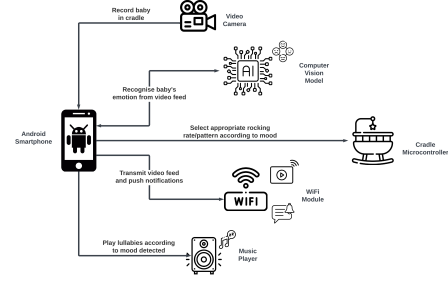 Record baby
in cradle
Video
Camera
AI
Computer
Vision
Model
Recognise baby's
emotion from video feed
Android
Smartphone
Select appropriate rocking
rate/pattern according to mood
Cradle
Microcontroller
Transmit video feed
and push notifications
WIFI
WiFi
Module
Play lullabies according
to mood detected
Music
Player